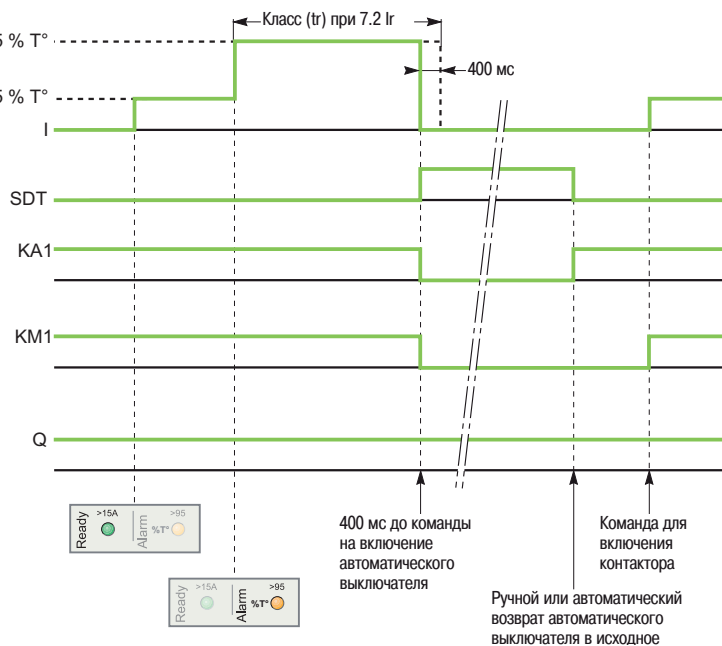 Класс (tr) при 7.2 Ir
5 % T°
400 мс
5 % T°
I
SDT
KA1
KM1
Q
Ready
>15A
Alarm
%T°
>95
Ready
>15A
Alarm
%T°
>95
400 мс до команды
на включение
автоматического
выключателя
Команда для
включения
контактора
Ручной или автоматический
возврат автоматического
выключателя в исходное